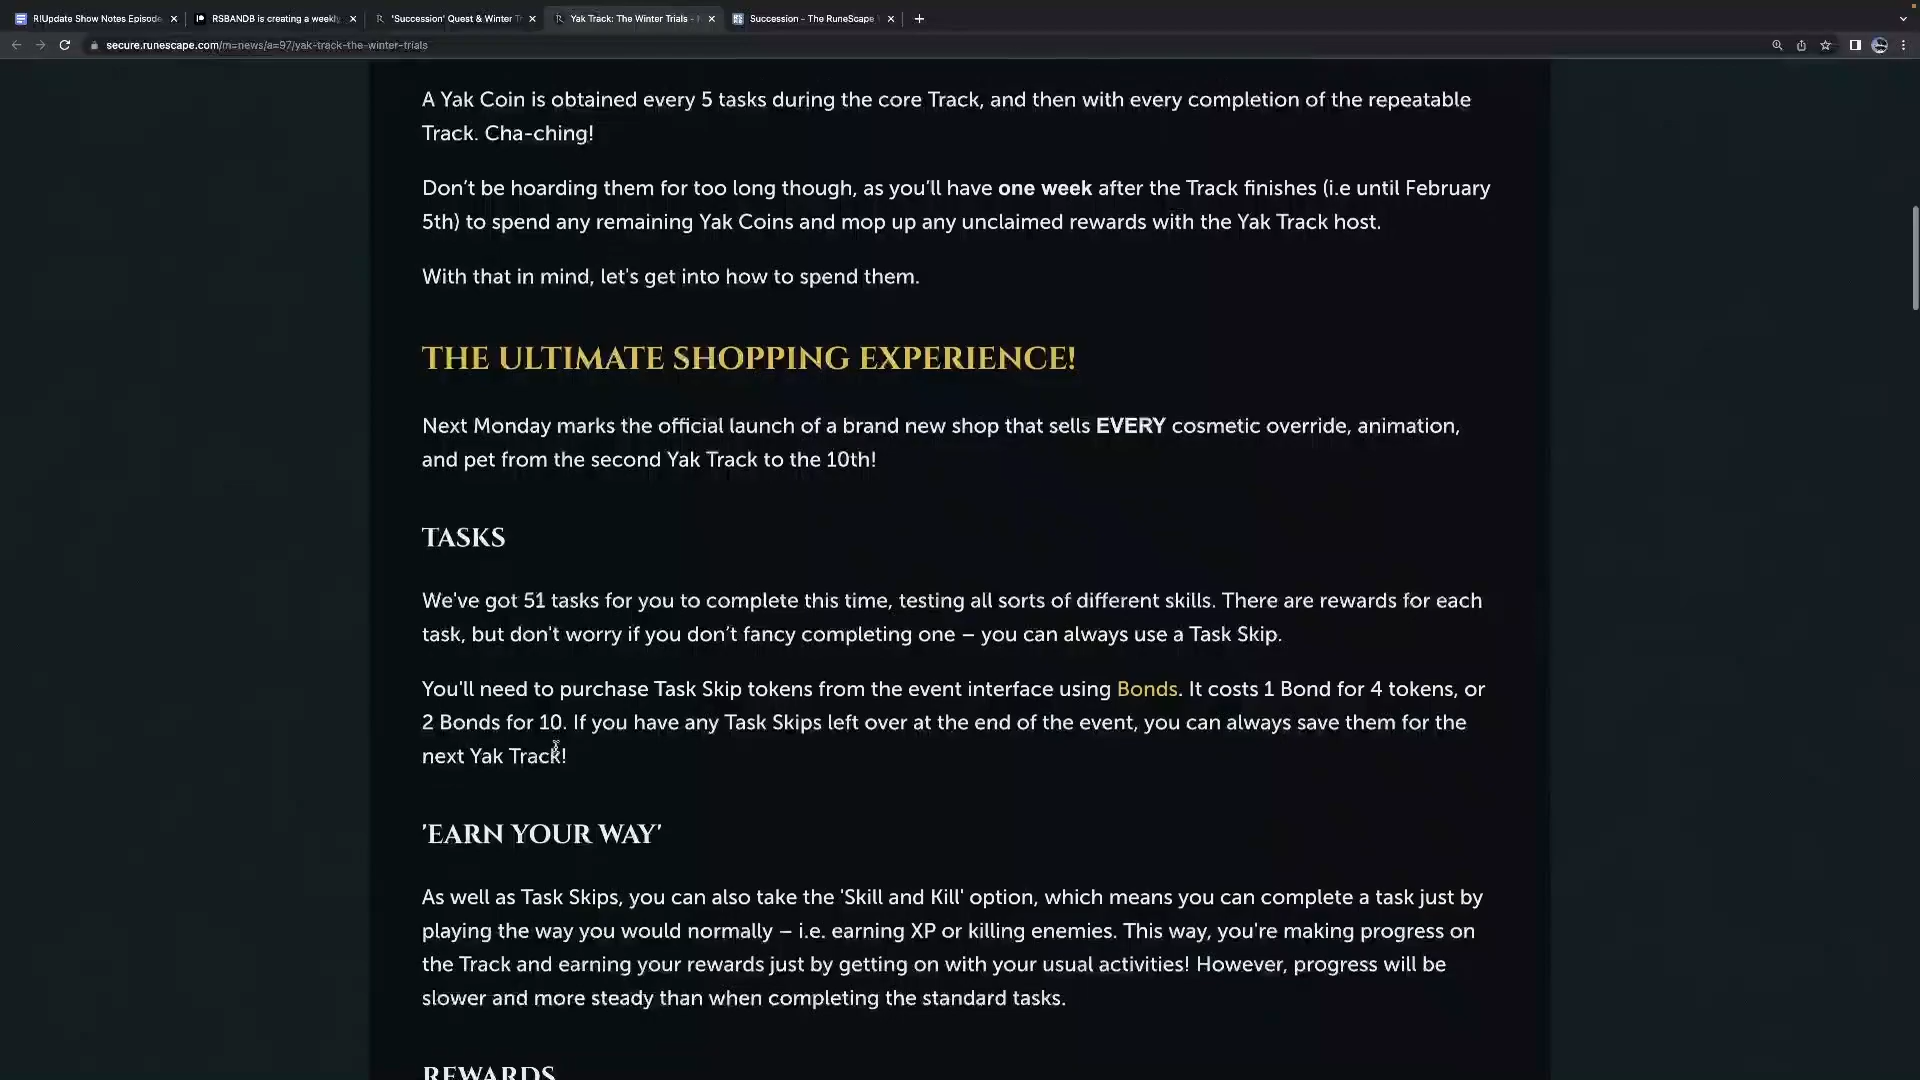 R!Update Show Notes Episode
RSBANDB is creating a weekly
'Succession' Quest & Winter T
Yak Track: The Winter Trials -
Succession - The RuneScape
secure.runescape.com/m=news/a=97/yak-track-the-winter-trials
A Yak Coin is obtained every 5 tasks during the core Track, and then with every completion of the repeatable
Track. Cha-ching!
Don’t be hoarding them for too long though, as you’ll have one week after the Track finishes (i.e until February
5th) to spend any remaining Yak Coins and mop up any unclaimed rewards with the Yak Track host.
With that in mind, let's get into how to spend them.
THE ULTIMATE SHOPPING EXPERIENCE!
Next Monday marks the official launch of a brand new shop that sells EVERY cosmetic override, animation,
and pet from the second Yak Track to the 10th!
TASKS
We've got 51 tasks for you to complete this time, testing all sorts of different skills. There are rewards for each
task, but don't worry if you don’t fancy completing one – you can always use a Task Skip.
You'll need to purchase Task Skip tokens from the event interface using Bonds. It costs 1 Bond for 4 tokens, or
2 Bonds for 10. If you have any Task Skips left over at the end of the event, you can always save them for the
next Yak Track!
'EARN YOUR WAY'
As well as Task Skips, you can also take the 'Skill and Kill' option, which means you can complete a task just by
playing the way you would normally – i.e. earning XP or killing enemies. This way, you're making progress on
the Track and earning your rewards just by getting on with your usual activities! However, progress will be
slower and more steady than when completing the standard tasks.
REWARDS